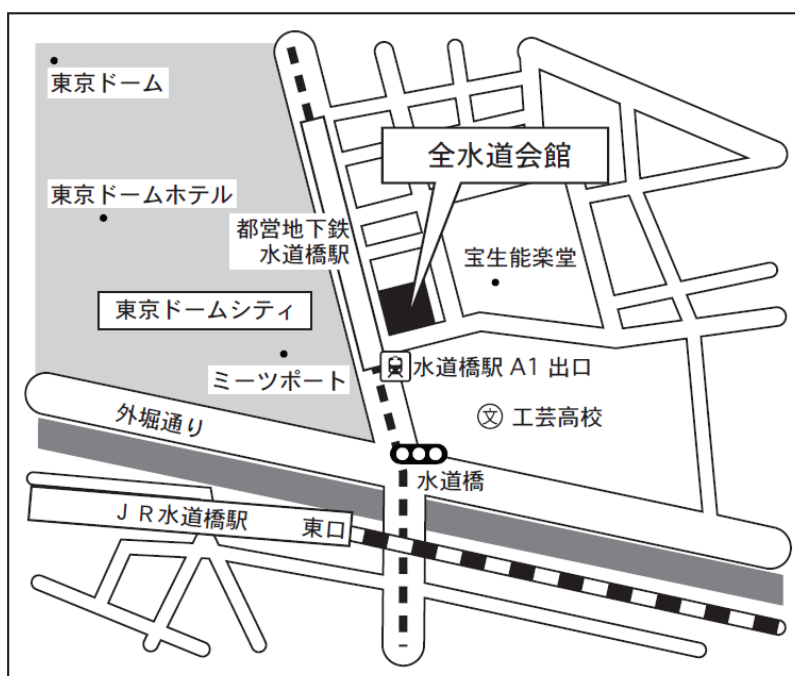 東京ドーム
全水道会館
東京ドームホテル
都営地下鉄
水道橋駅
宝生能楽堂
東京ドームシティ
ミーツポート
水道橋駅 A1 出口
外堀通り
文 工芸高校
水道橋
ＪＲ水道橋駅 東口